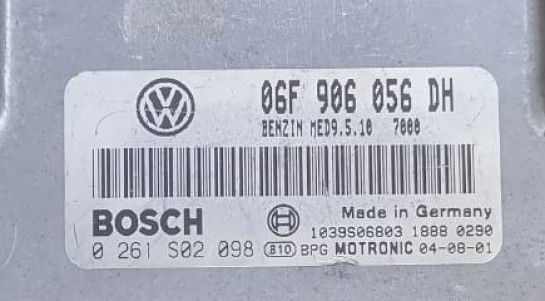 06F 906 056 DH
BENZIN MED9.5.10 7000
BOSCH
Made in Germany
1039S06803 1888 0290
0 261 S02 098 B10 BPG MOTRONIC 04-08-01